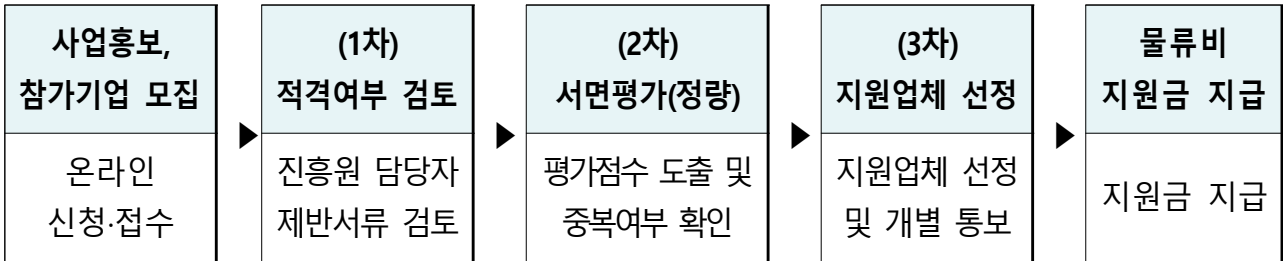 사업홍보,
참가기업 모집
온라인
신청·접수
▶
(1차)
적격여부 검토
진흥원 담당자
제반서류 검토
▶
(2차)
서면평가(정량)
평가점수 도출 및
중복여부 확인
▶
(3차)
지원업체 선정
지원업체 선정
및 개별 통보
▶
물류비
지원금 지급
지원금 지급